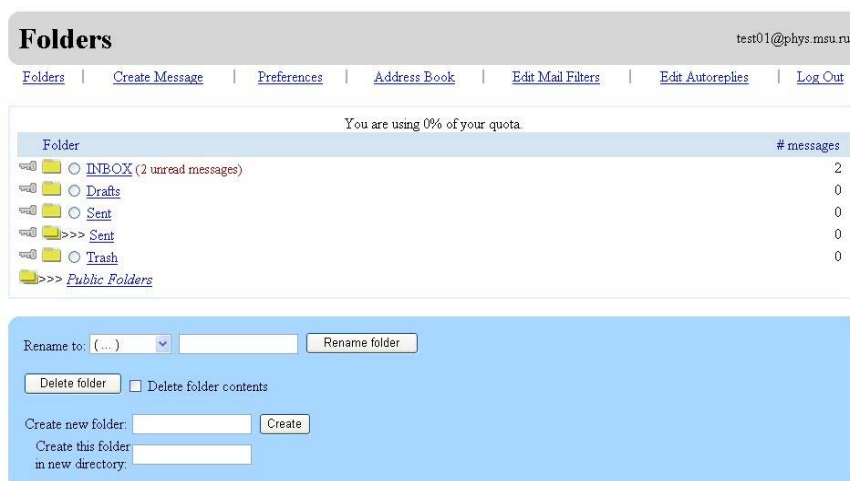 Folders test01@phys.msu.ru
Folders | Create Message | Preferences | Address Book | Edit Mail Filters | Edit Autoreplies | Log Out
You are using 0% of your quota.
Folder # messages
INBOX (2 unread messages) 2
Drafts 0
Sent 0
>>> Sent 0
Trash 0
>>> Public Folders
Rename to: (...) Rename folder
Delete folder Delete folder contents
Create new folder: Create
Create this folder
in new directory: